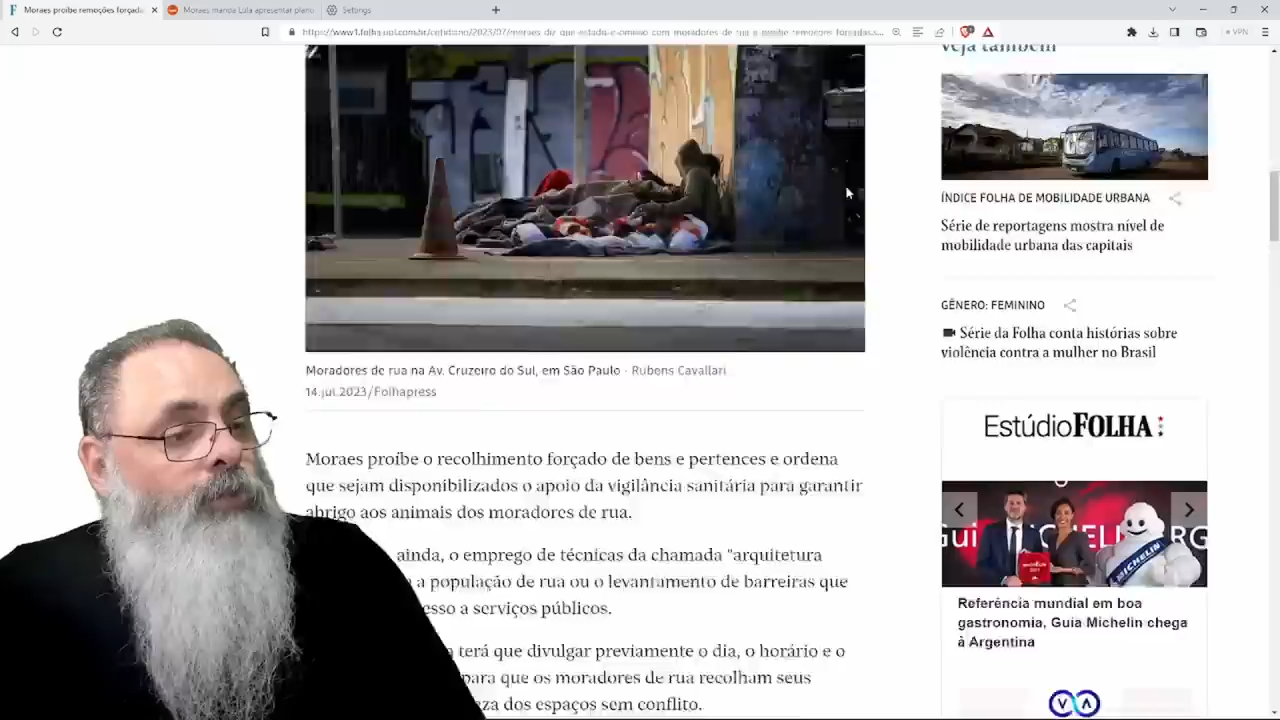 Moraes proíbe remoções forçada
Moraes manda Lula apresentar plano
Settings
https://www1.folha.uol.com.br/cotidiano/2023/07/moraes-diz-que-estado-e-omisso-com-moradores-de-rua-e-proibe-remocoes-forcadas...
VPN
veja também
ÍNDICE FOLHA DE MOBILIDADE URBANA
Série de reportagens mostra nível de
mobilidade urbana das capitais
GÊNERO: FEMININO
Série da Folha conta histórias sobre
violência contra a mulher no Brasil
EstúdioFOLHA
MICHELIN
Referência mundial em boa
gastronomia, Guia Michelin chega
à Argentina
Moradores de rua na Av. Cruzeiro do Sul, em São Paulo - Rubens Cavallari
14.jul.2023/Folhapress
Moraes proíbe o recolhimento forçado de bens e pertences e ordena
que sejam disponibilizados o apoio da vigilância sanitária para garantir
abrigo aos animais dos moradores de rua.
ainda, o emprego de técnicas da chamada "arquitetura
a população de rua ou o levantamento de barreiras que
esso a serviços públicos.
terá que divulgar previamente o dia, o horário e o
para que os moradores de rua recolham seus
eza dos espaços sem conflito.